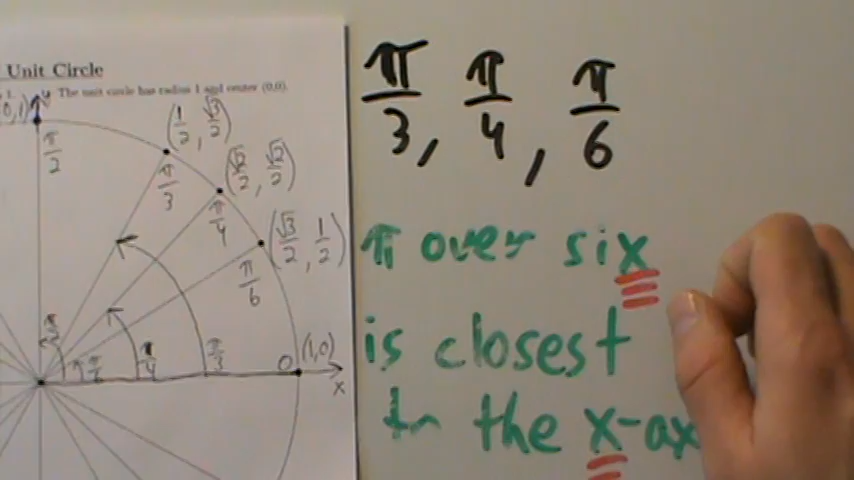 Unit Circle
1. The unit circle has radius 1 and center (0,0).
0,1) y
(1/2, √3/2)
π/2
π/3
(√2/2, √2/2)
π/4
(√3/2, 1/2)
π/6
π/4
π/3
0 (1,0)
x
π/3, π/4, π/6
π over six
is closest
to the x-ax